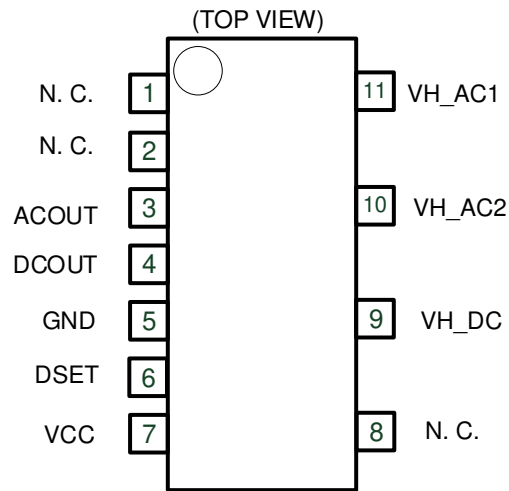 (TOP VIEW)
N. C. 1 11 VH_AC1
N. C. 2
ACOUT 3 10 VH_AC2
DCOUT 4
GND 5 9 VH_DC
DSET 6
VCC 7 8 N. C.